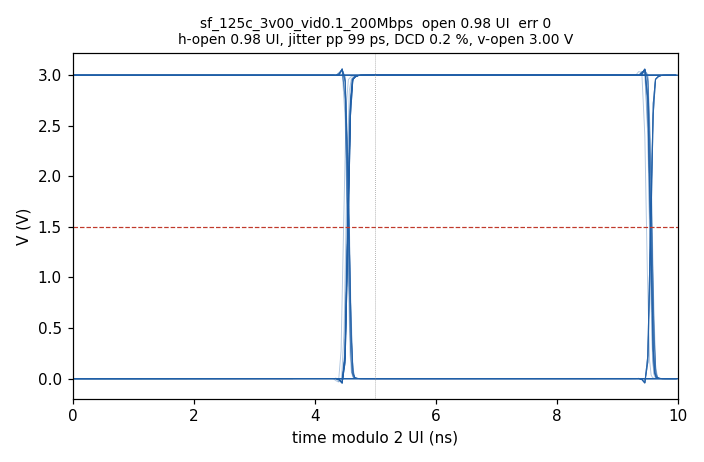 sf_125c_3v00_vid0.1_200Mbps open 0.98 UI err 0
h-open 0.98 UI, jitter pp 99 ps, DCD 0.2 %, v-open 3.00 V
3.0
2.5
2.0
1.5
1.0
0.5
0.0
V (V)
0 2 4 6 8 10
time modulo 2 UI (ns)